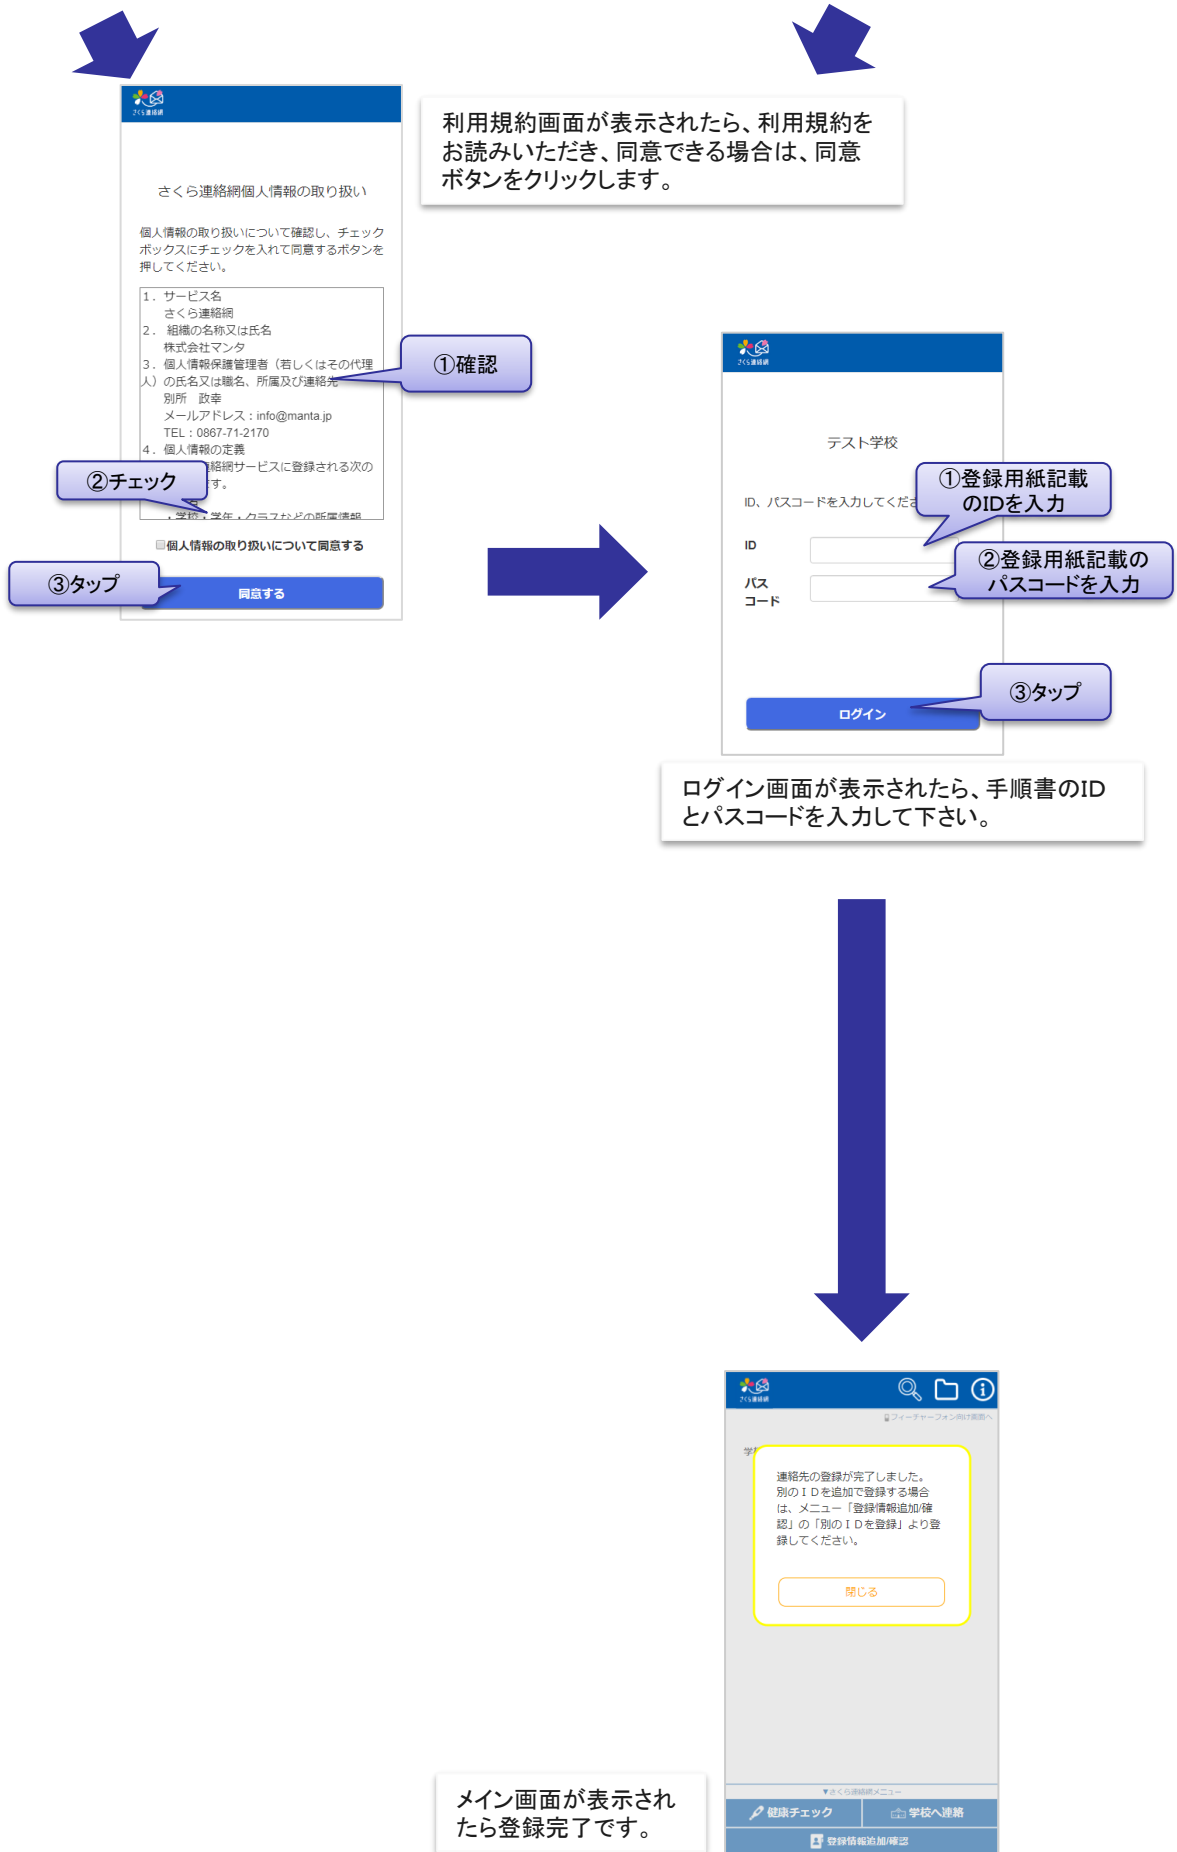 さくら連絡網
利用規約画面が表示されたら、利用規約を
お読みいただき、同意できる場合は、同意
ボタンをクリックします。
さくら連絡網個人情報の取り扱い
個人情報の取り扱いについて確認し、チェック
ボックスにチェックを入れて同意するボタンを
押してください。
１．サービス名
さくら連絡網
２． 組織の名称又は氏名
株式会社マンタ
３．個人情報保護管理者（若しくはその代理
人）の氏名又は職名、所属及び連絡先
別所　政幸
メールアドレス：info@manta.jp
TEL：0867-71-2170
４．個人情報の定義
絡網サービスに登録される次の
す。
・学校・学年・クラスなどの所属情報
①確認
②チェック
個人情報の取り扱いについて同意する
③タップ
同意する
さくら連絡網
テスト学校
ID、パスコードを入力してくださ
①登録用紙記載
のIDを入力
ID
②登録用紙記載の
パスコードを入力
パス
コード
③タップ
ログイン
ログイン画面が表示されたら、手順書のID
とパスコードを入力して下さい。
さくら連絡網
フィーチャーフォン向け画面へ
学
連絡先の登録が完了しました。
別のＩＤを追加で登録する場合
は、メニュー「登録情報追加/確
認」の「別のＩＤを登録」より登
録してください。
閉じる
▼さくら連絡網メニュー
健康チェック
学校へ連絡
登録情報追加/確認
メイン画面が表示され
たら登録完了です。